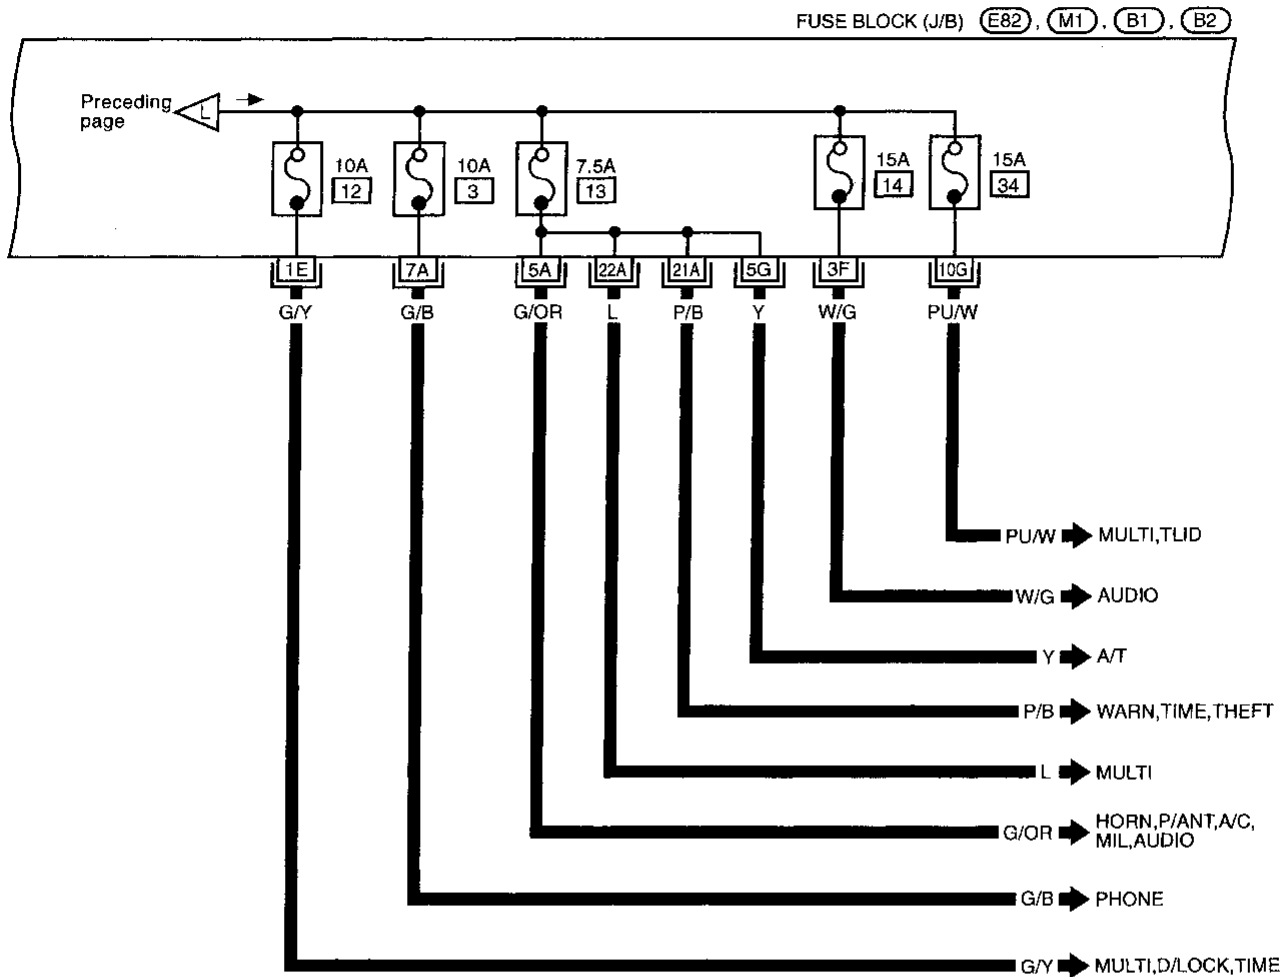 FUSE BLOCK (J/B) E82 , M1 , B1 , B2
Preceding
page
L
10A
12
10A
3
7.5A
13
15A
14
15A
34
1E
7A
5A
22A
21A
5G
3F
10G
G/Y
G/B
G/OR
L
P/B
Y
W/G
PU/W
PU/W MULTI,TLID
W/G AUDIO
Y A/T
P/B WARN,TIME,THEFT
L MULTI
G/OR HORN,P/ANT,A/C,
MIL,AUDIO
G/B PHONE
G/Y MULTI,D/LOCK,TIME